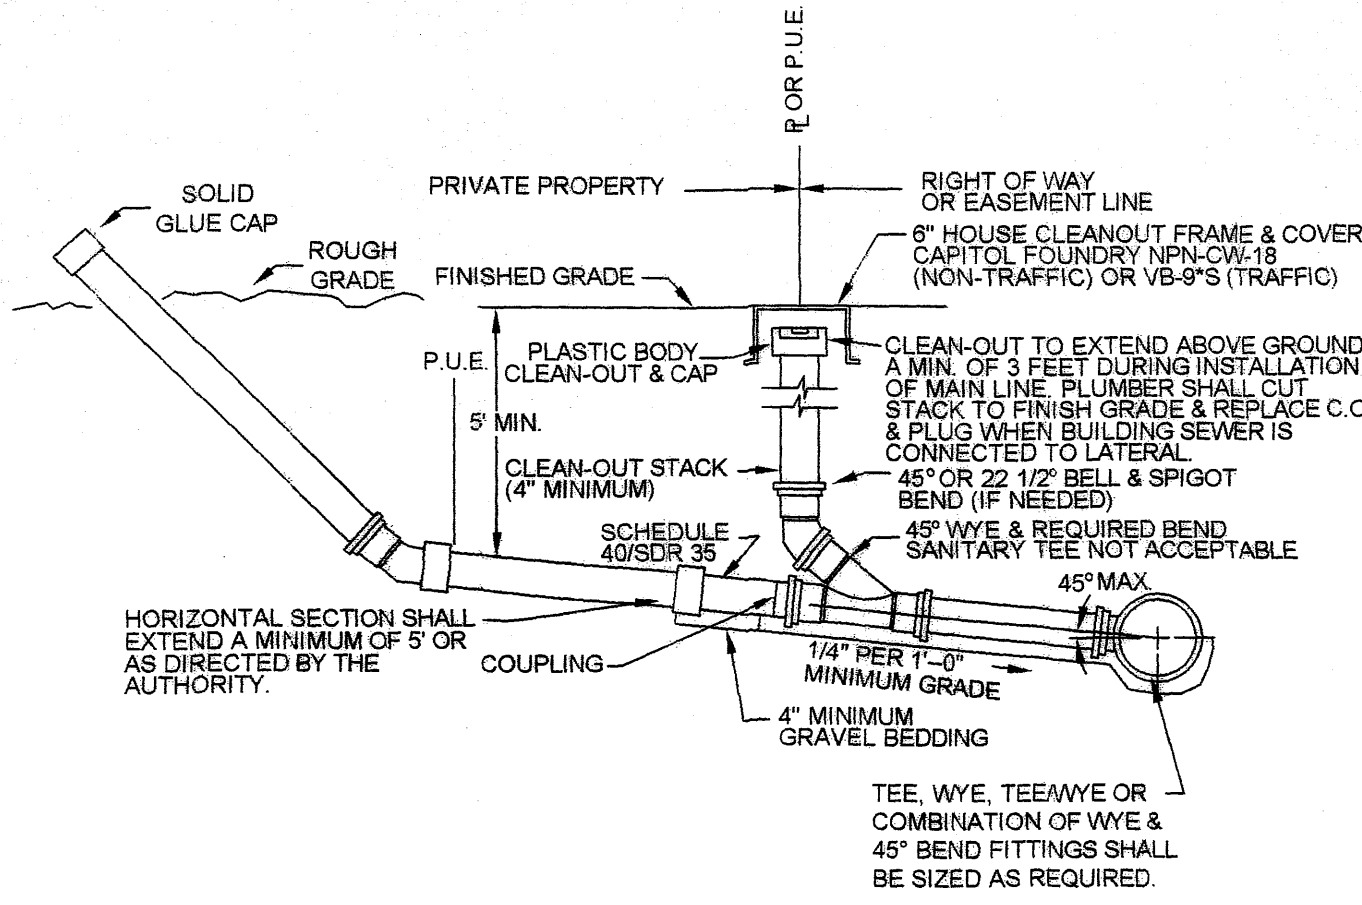 ℄ OR P.U.E.
PRIVATE PROPERTY
RIGHT OF WAY
OR EASEMENT LINE
SOLID
GLUE CAP
6" HOUSE CLEANOUT FRAME & COVER
CAPITOL FOUNDRY NPN-CW-18
(NON-TRAFFIC) OR VB-9*S (TRAFFIC)
ROUGH
GRADE
FINISHED GRADE
P.U.E.
PLASTIC BODY
CLEAN-OUT & CAP
CLEAN-OUT TO EXTEND ABOVE GROUND
A MIN. OF 3 FEET DURING INSTALLATION
OF MAIN LINE. PLUMBER SHALL CUT
STACK TO FINISH GRADE & REPLACE C.O
& PLUG WHEN BUILDING SEWER IS
CONNECTED TO LATERAL.
5' MIN.
CLEAN-OUT STACK
(4" MINIMUM)
45° OR 22 1/2° BELL & SPIGOT
BEND (IF NEEDED)
SCHEDULE
40/SDR 35
45° WYE & REQUIRED BEND
SANITARY TEE NOT ACCEPTABLE
45° MAX.
HORIZONTAL SECTION SHALL
EXTEND A MINIMUM OF 5' OR
AS DIRECTED BY THE
AUTHORITY.
COUPLING
1/4" PER 1'-0"
MINIMUM GRADE
4" MINIMUM
GRAVEL BEDDING
TEE, WYE, TEE/WYE OR
COMBINATION OF WYE &
45° BEND FITTINGS SHALL
BE SIZED AS REQUIRED.